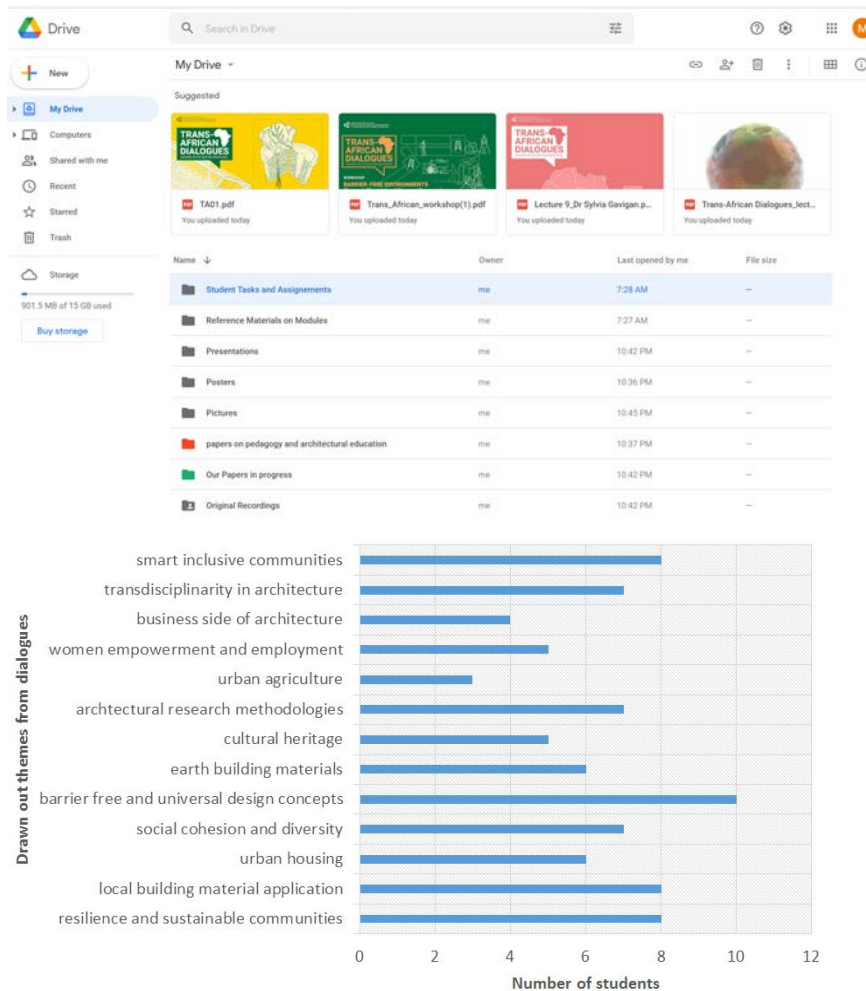 Drive
Search in Drive
M
New
My Drive
My Drive
Computers
Shared with me
Recent
Starred
Trash
Storage
901.5 MB of 15 GB used
Buy storage
Suggested
TRANS-
AFRICAN
DIALOGUES
TRANS-
AFRICAN
DIALOGUES
WORKSHOP
BARRIER-FREE ENVIRONMENTS
TRANS-
AFRICAN
DIALOGUES
PDF TA01.pdf
You uploaded today
PDF Trans_African_workshop(1).pdf
You uploaded today
PDF Lecture 9_Dr Sylvia Gavigan.p...
You uploaded today
PDF Trans-African Dialogues_lect...
You uploaded today
Name Owner Last opened by me File size
Student Tasks and Assignements me 7:28 AM –
Reference Materials on Modules me 7:27 AM –
Presentations me 10:42 PM –
Posters me 10:36 PM –
Pictures me 10:45 PM –
papers on pedagogy and architectural education me 10:37 PM –
Our Papers in progress me 10:42 PM –
Original Recordings me 10:42 PM –
Drawn out themes from dialogues
smart inclusive communities
transdisciplinarity in architecture
business side of architecture
women empowerment and employment
urban agriculture
archtectural research methodologies
cultural heritage
earth building materials
barrier free and universal design concepts
social cohesion and diversity
urban housing
local building material application
resilience and sustainable communities
0 2 4 6 8 10 12
Number of students